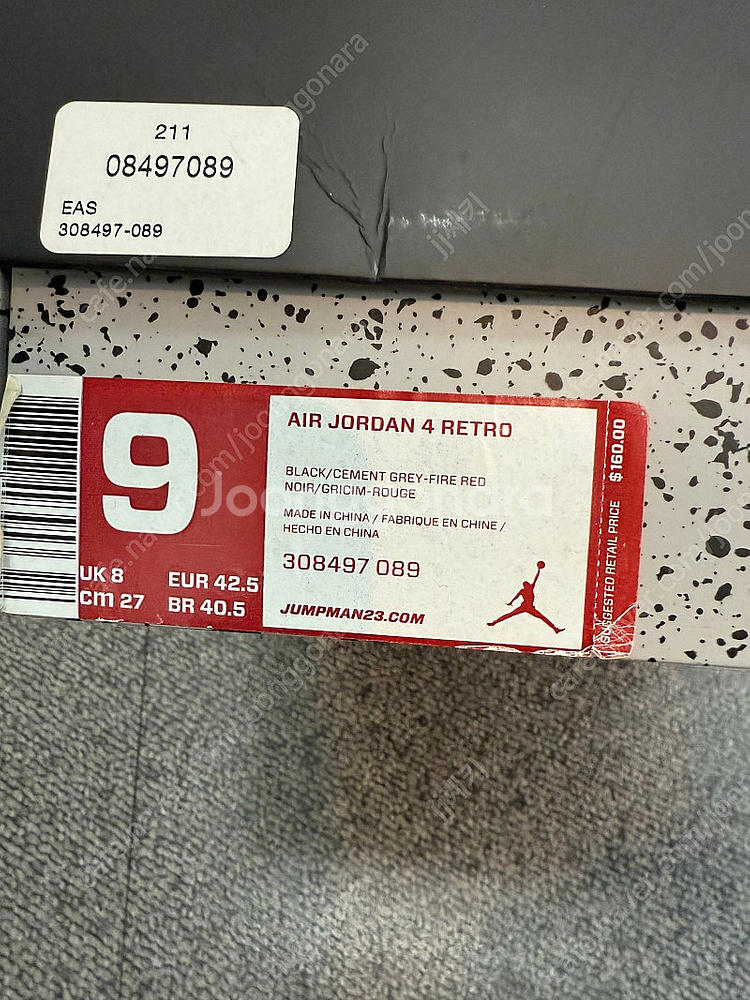 211
08497089
EAS
308497-089
9
UK 8
EUR 42.5
cm 27
BR 40.5
AIR JORDAN 4 RETRO
BLACK/CEMENT GREY-FIRE RED
NOIR/GRICIM-ROUGE
MADE IN CHINA / FABRIQUE EN CHINE /
HECHO EN CHINA
308497 089
JUMPMAN23.COM
SUGGESTED RETAIL PRICE $160.00
Joongonara